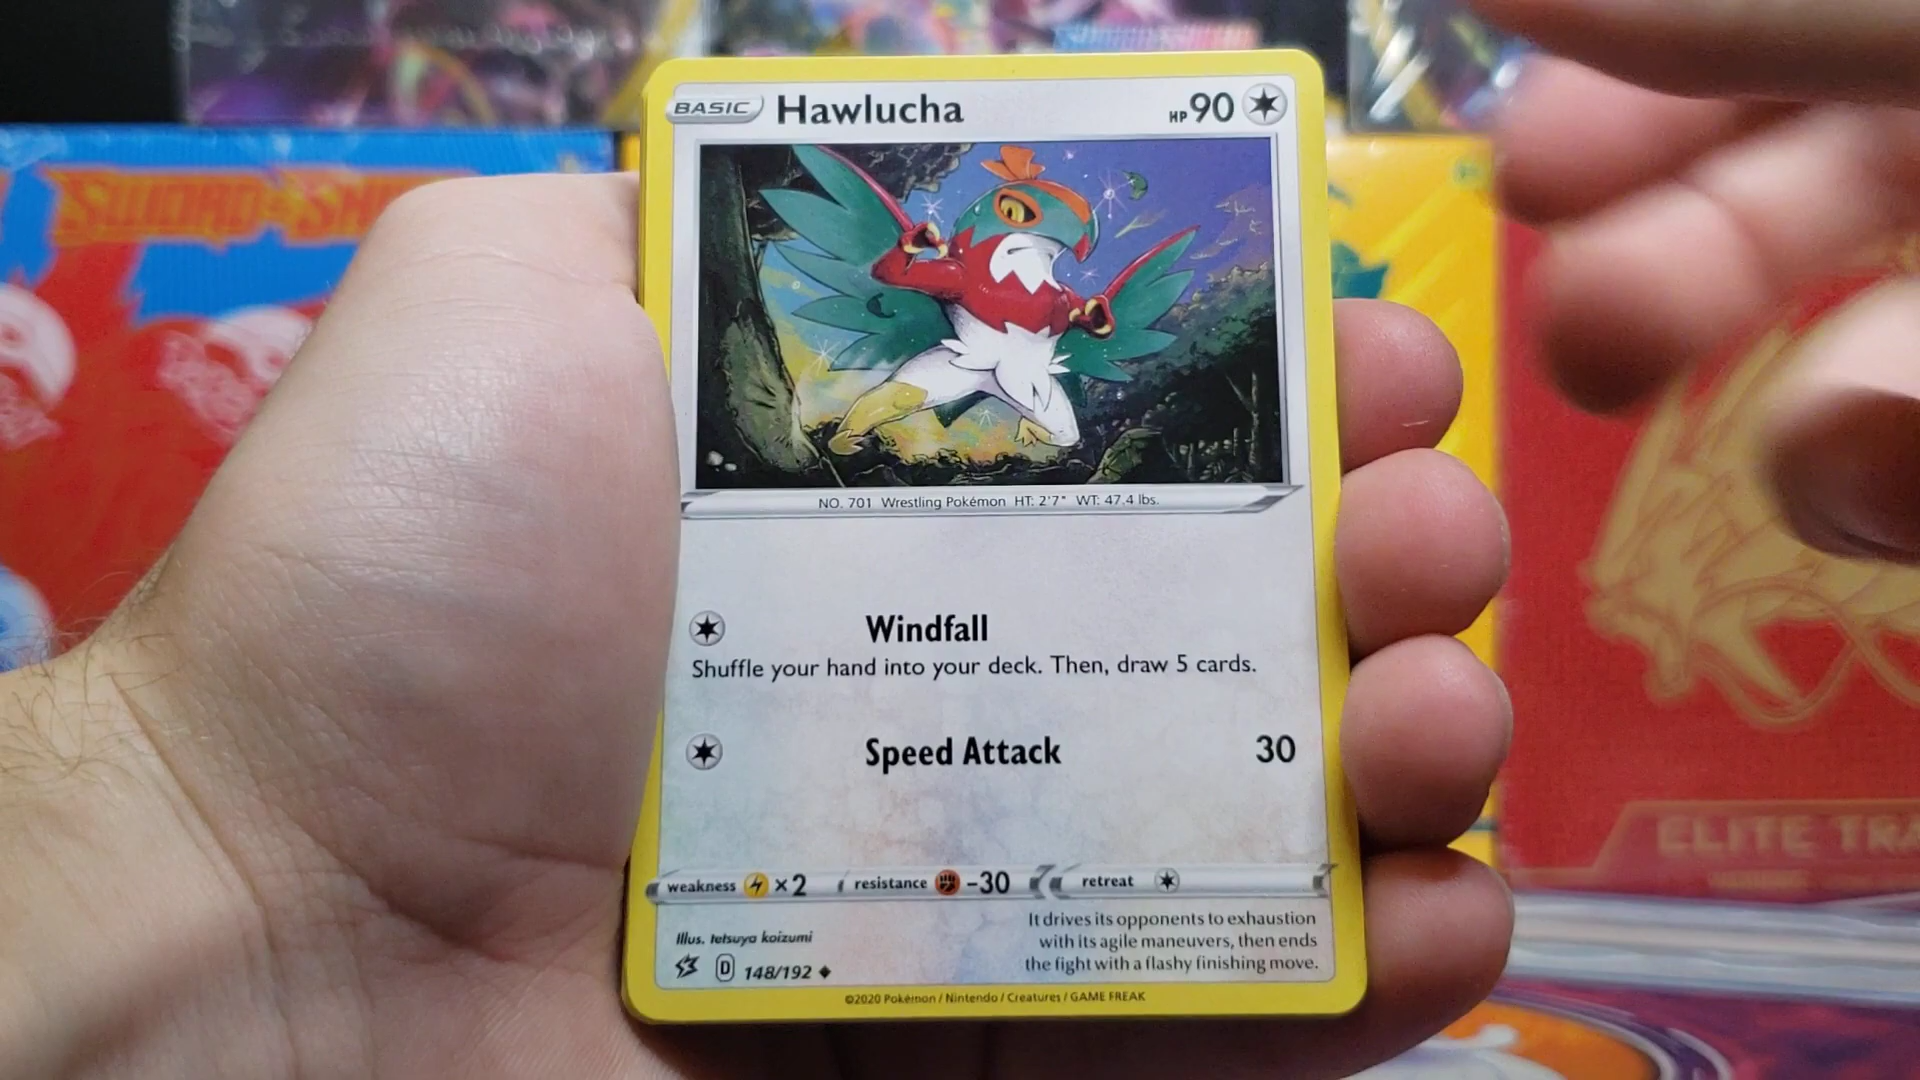 BASIC Hawlucha HP 90
SWORD & SH
NO. 701 Wrestling Pokémon HT: 2'7" WT: 47.4 lbs.
Windfall
Shuffle your hand into your deck. Then, draw 5 cards.
Speed Attack 30
ELITE TRA
weakness ×2 resistance -30 retreat
It drives its opponents to exhaustion
with its agile maneuvers, then ends
the fight with a flashy finishing move.
Illus. tetsuya koizumi
D 148/192
©2020 Pokémon / Nintendo / Creatures / GAME FREAK